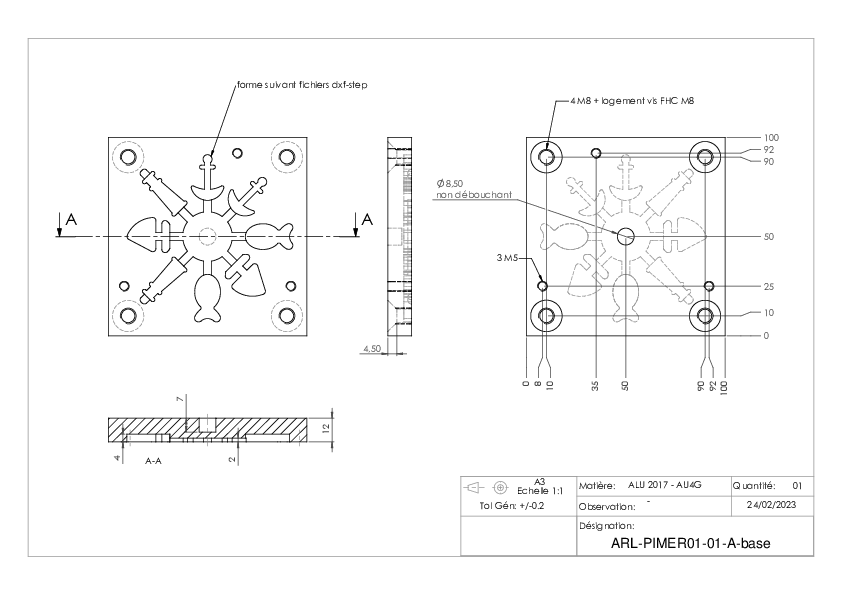 forme suivant fichiers dxf-step
4 M8 + logement vis FHC M8
100
92
90
Ø8,50
non débouchant
A
A
50
3 M5
25
10
0
4,50
0
8
10
35
50
90
92
100
7
12
4
A-A
2
A3
Echelle 1:1
Tol Gén: +/-0.2
Matière: ALU 2017 - AU4G
Quantité: 01
Observation: -
24/02/2023
Désignation:
ARL-PIMER01-01-A-base